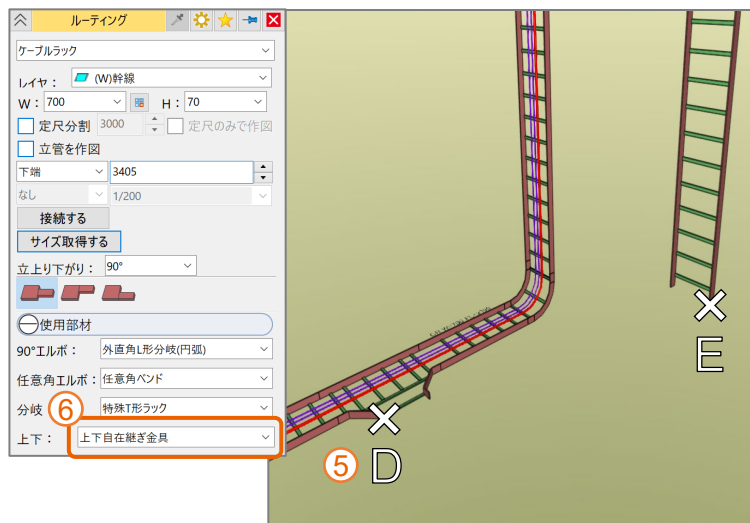 ルーティング
ケーブルラック
レイヤ： (W)幹線
W： 700 H： 70
定尺分割 3000 定尺のみで作図
立管を作図
下端 3405
なし 1/200
接続する
サイズ取得する
立上り下がり： 90°
使用部材
90°エルボ： 外直角L形分岐(円弧)
任意角エルボ： 任意角ベンド
分岐 特殊T形ラック
⑥
上下： 上下自在継ぎ金具
⑤ D
E